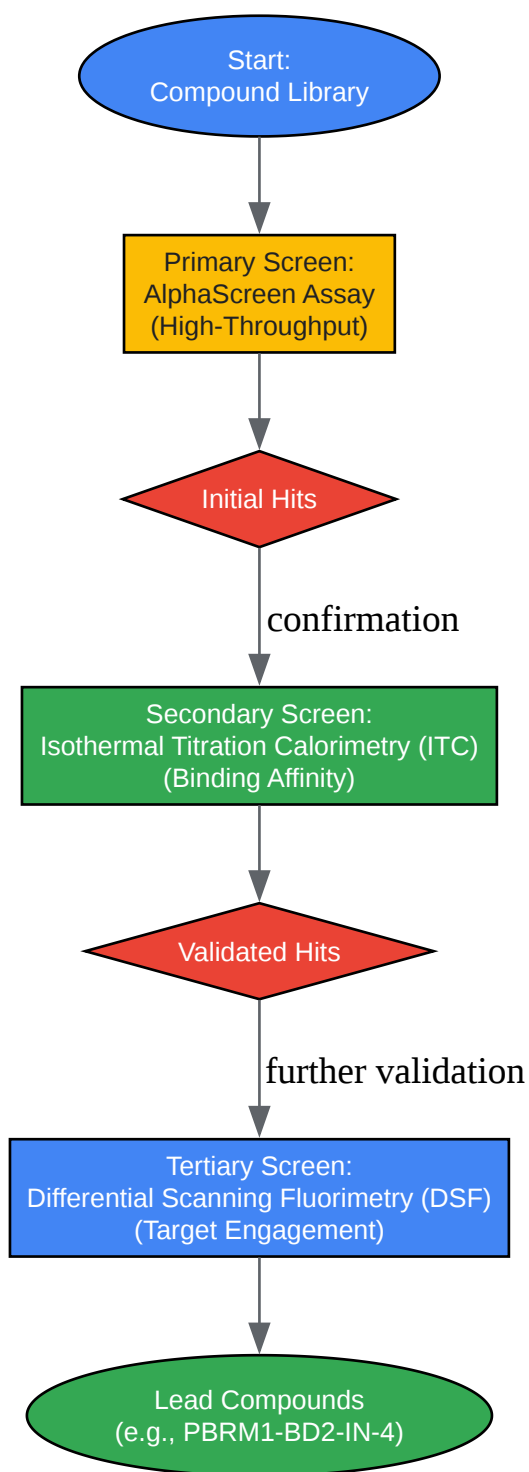 Start:
Compound Library
Primary Screen:
AlphaScreen Assay
(High-Throughput)
Initial Hits
confirmation
Secondary Screen:
Isothermal Titration Calorimetry (ITC)
(Binding Affinity)
Validated Hits
further validation
Tertiary Screen:
Differential Scanning Fluorimetry (DSF)
(Target Engagement)
Lead Compounds
(e.g., PBRM1-BD2-IN-4)